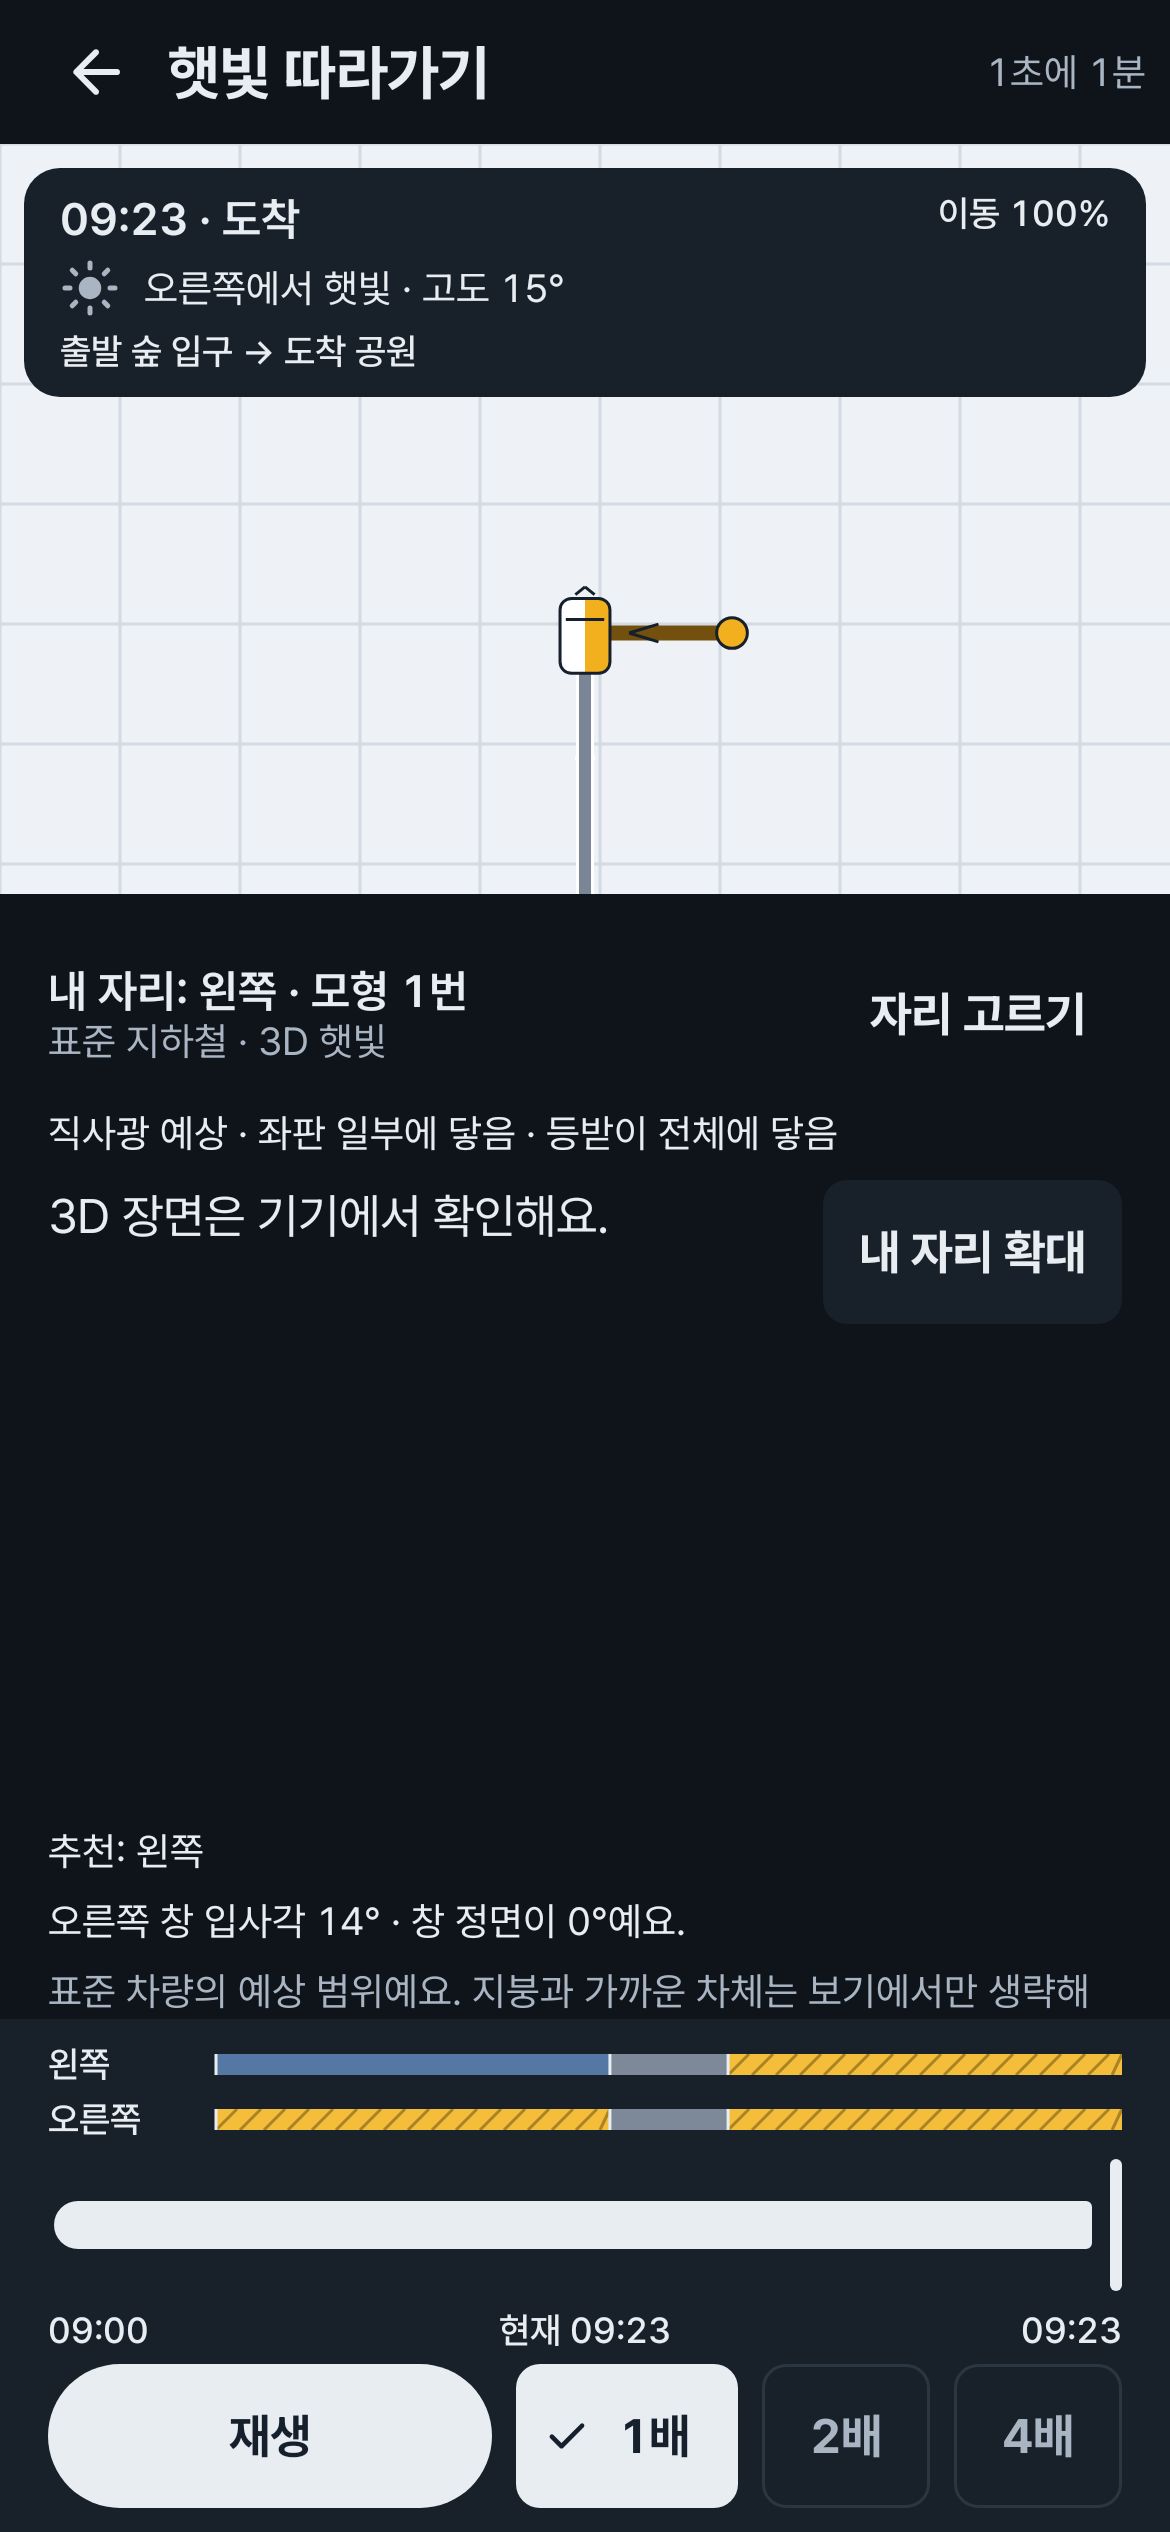 햇빛 따라가기
1초에 1분
09:23 · 도착
이동 100%
오른쪽에서 햇빛 · 고도 15°
출발 숲 입구 → 도착 공원
내 자리: 왼쪽 · 모형 1번
표준 지하철 · 3D 햇빛
자리 고르기
직사광 예상 · 좌판 일부에 닿음 · 등받이 전체에 닿음
3D 장면은 기기에서 확인해요.
내 자리 확대
추천: 왼쪽
오른쪽 창 입사각 14° · 창 정면이 0°예요.
표준 차량의 예상 범위예요. 지붕과 가까운 차체는 보기에서만 생략해
왼쪽
오른쪽
09:00
현재 09:23
09:23
재생
1배
2배
4배